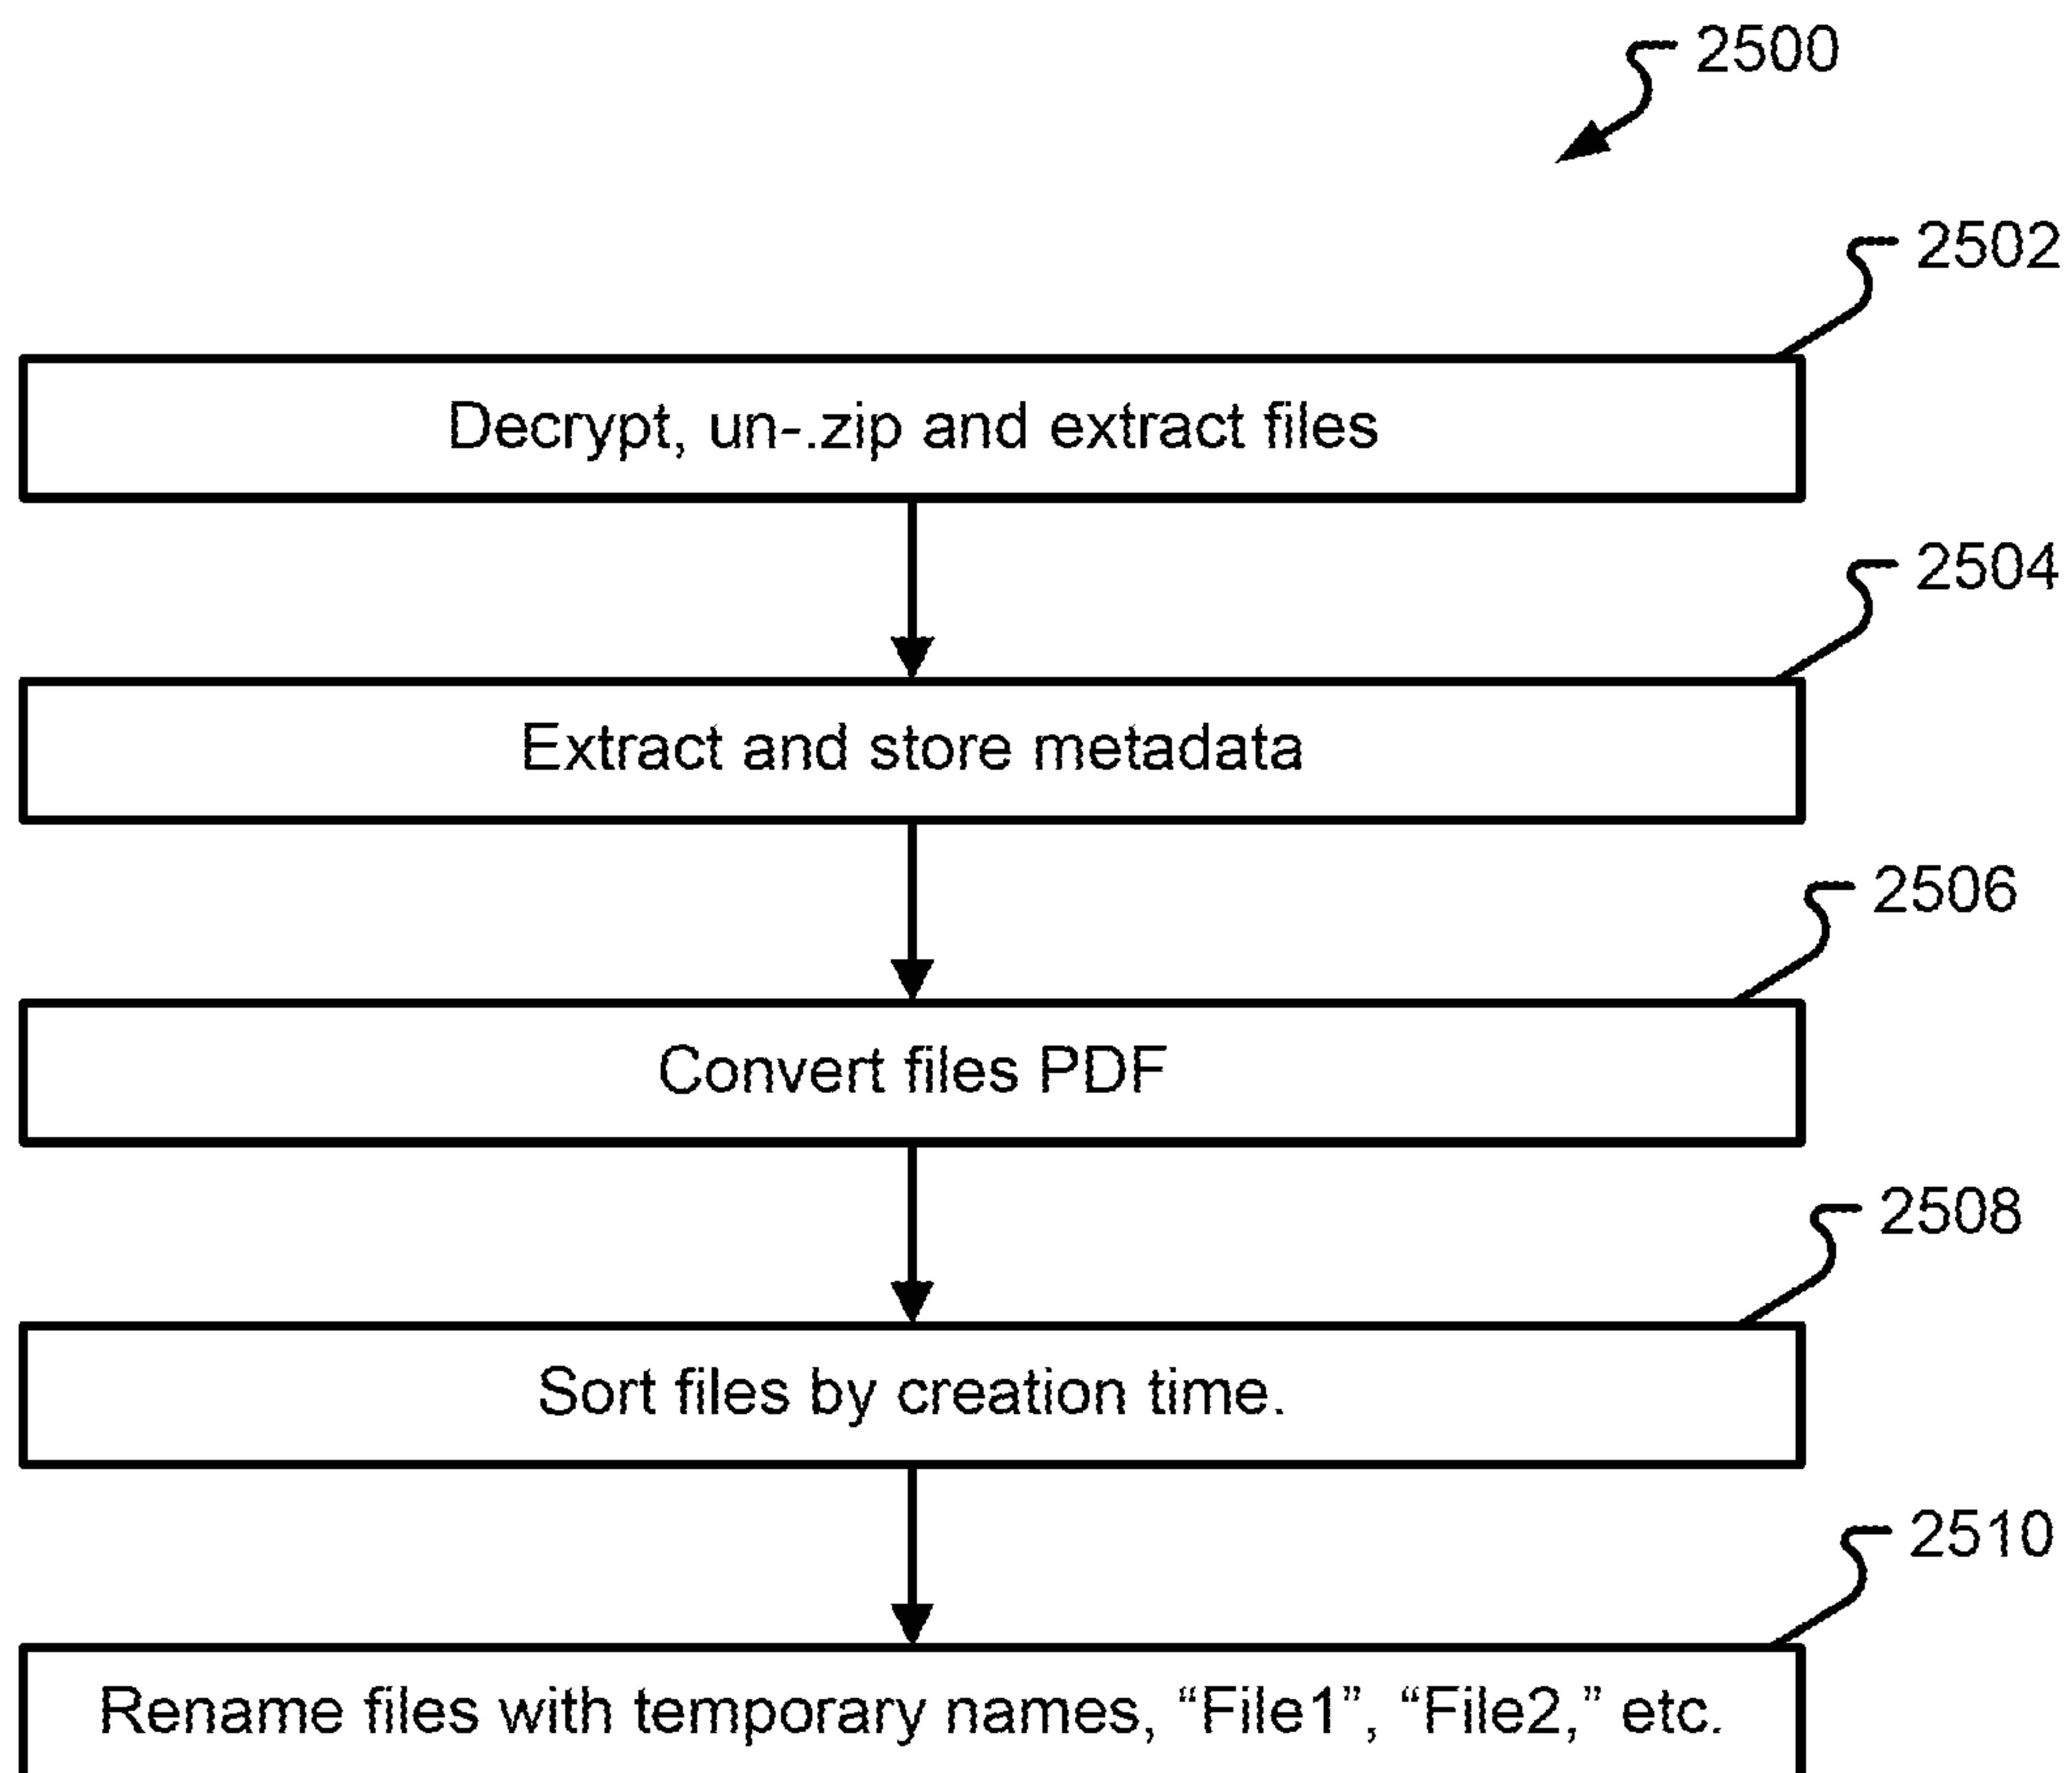 2500
2502
Decrypt, un-.zip and extract files
2504
Extract and store metadata
2506
Convert files PDF
2508
Sort files by creation time.
2510
Rename files with temporary names, “File1”, “File2,” etc.